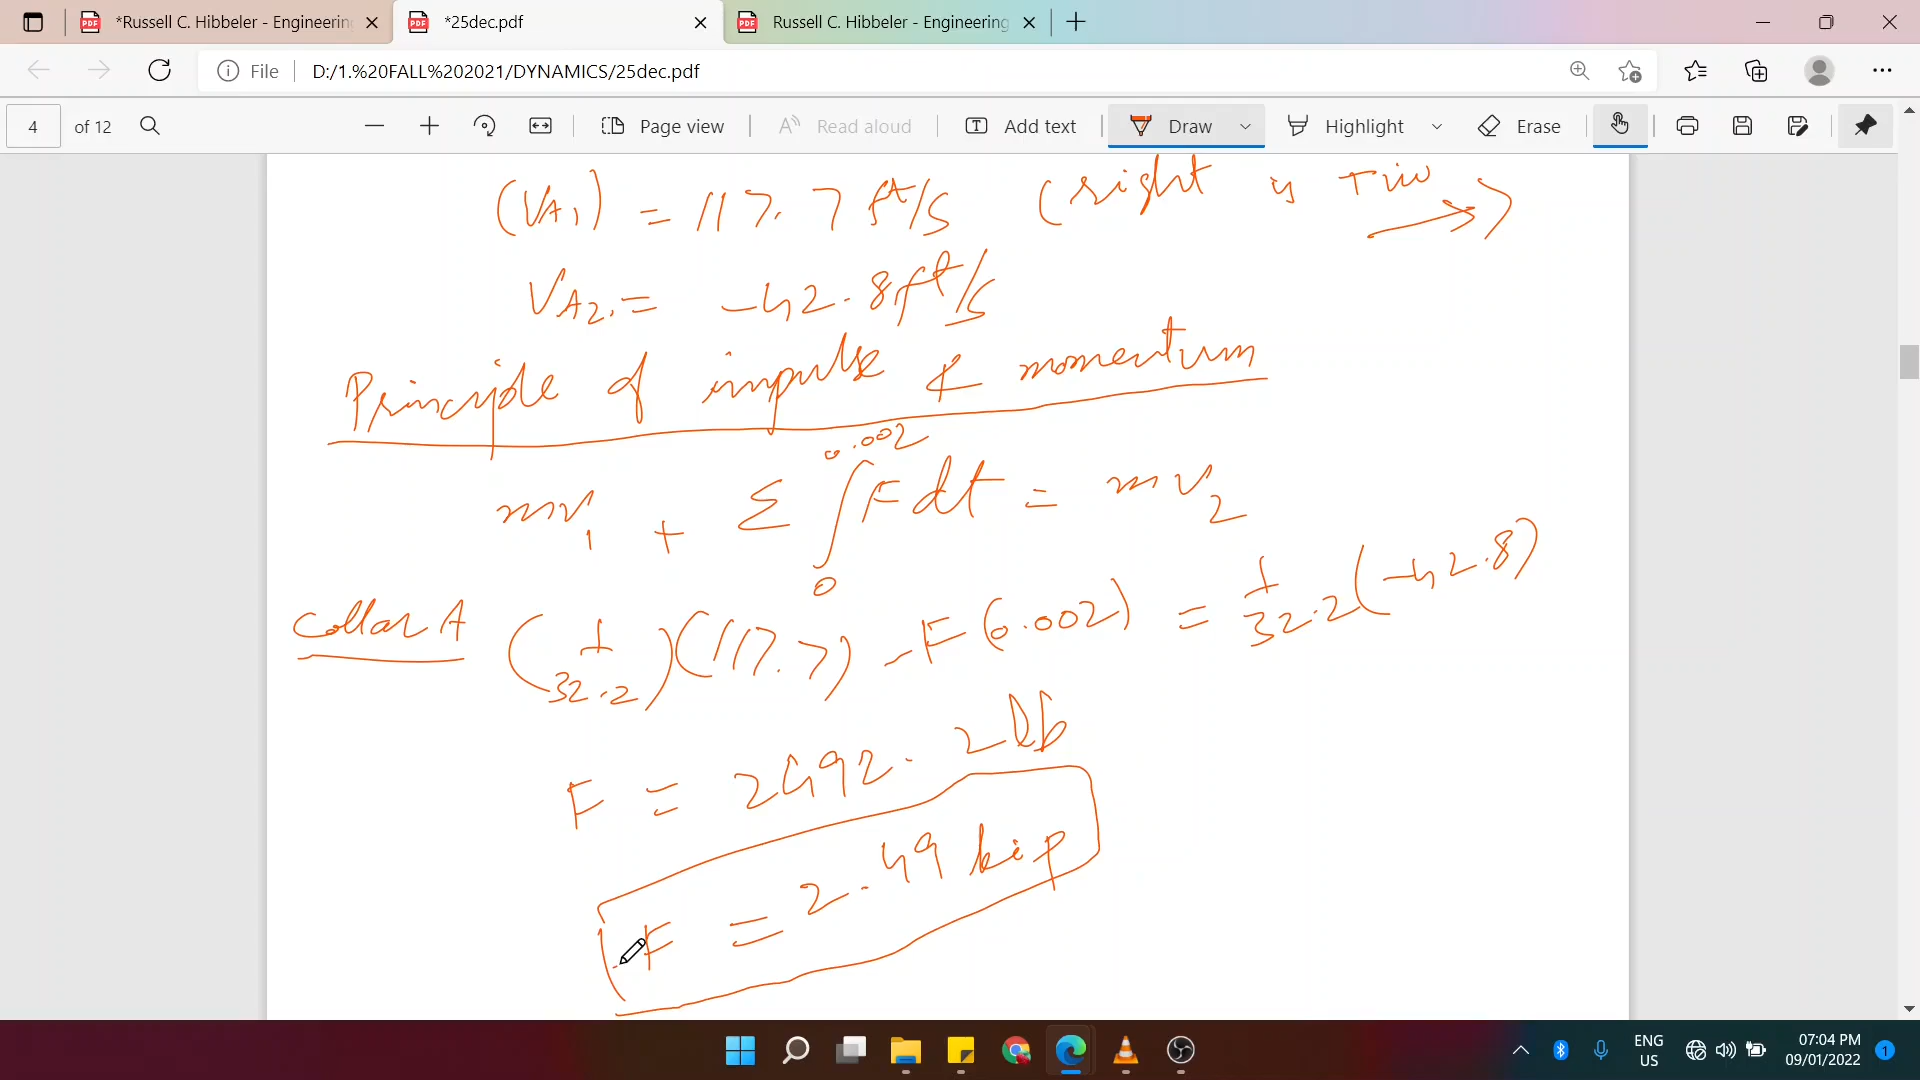 *Russell C. Hibbeler - Engineering
*25dec.pdf
Russell C. Hibbeler - Engineering
File
D:/1.%20FALL%202021/DYNAMICS/25dec.pdf
4 of 12
Page view
Read aloud
Add text
Draw
Highlight
Erase
(VA1) = 117.7 ft/s (right is +ive →)
VA2 = -42.8 ft/s
Principle of impulse & momentum
mv1 + Σ ∫₀^0.002 F dt = mv2
Collar A (1/32.2)(117.7) - F(0.002) = 1/32.2 (-42.8)
F = 2492.2 lb
F = 2.49 kip
ENG
US
07:04 PM
09/01/2022
1